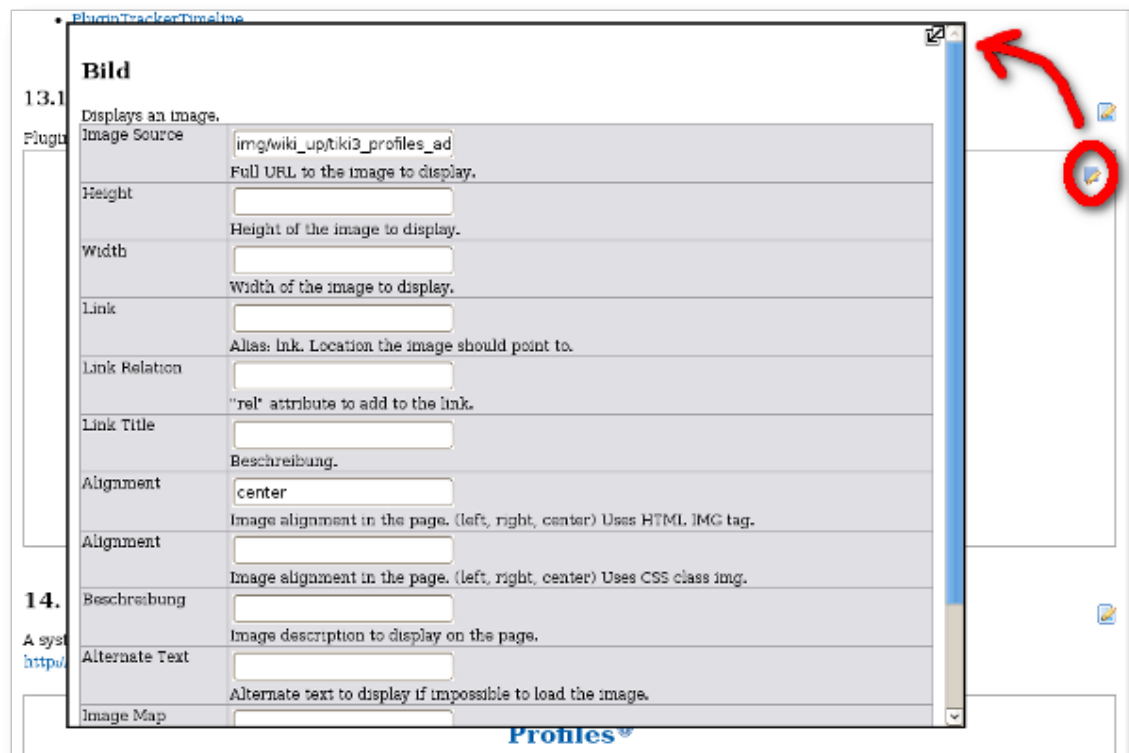 PluginTrackerTimeline
Bild
13.1
Displays an image.
Plugin
Image Source
img/wiki_up/tiki3_profiles_ad
Full URL to the image to display.
Height
Height of the image to display.
Width
Width of the image to display.
Link
Alias: lnk. Location the image should point to.
Link Relation
"rel" attribute to add to the link.
Link Title
Beschreibung.
Alignment
center
Image alignment in the page. (left, right, center) Uses HTML IMG tag.
Alignment
Image alignment in the page. (left, right, center) Uses CSS class img.
14.
Beschreibung
Image description to display on the page.
A syst
http:/
Alternate Text
Alternate text to display if impossible to load the image.
Image Map
Profiles®